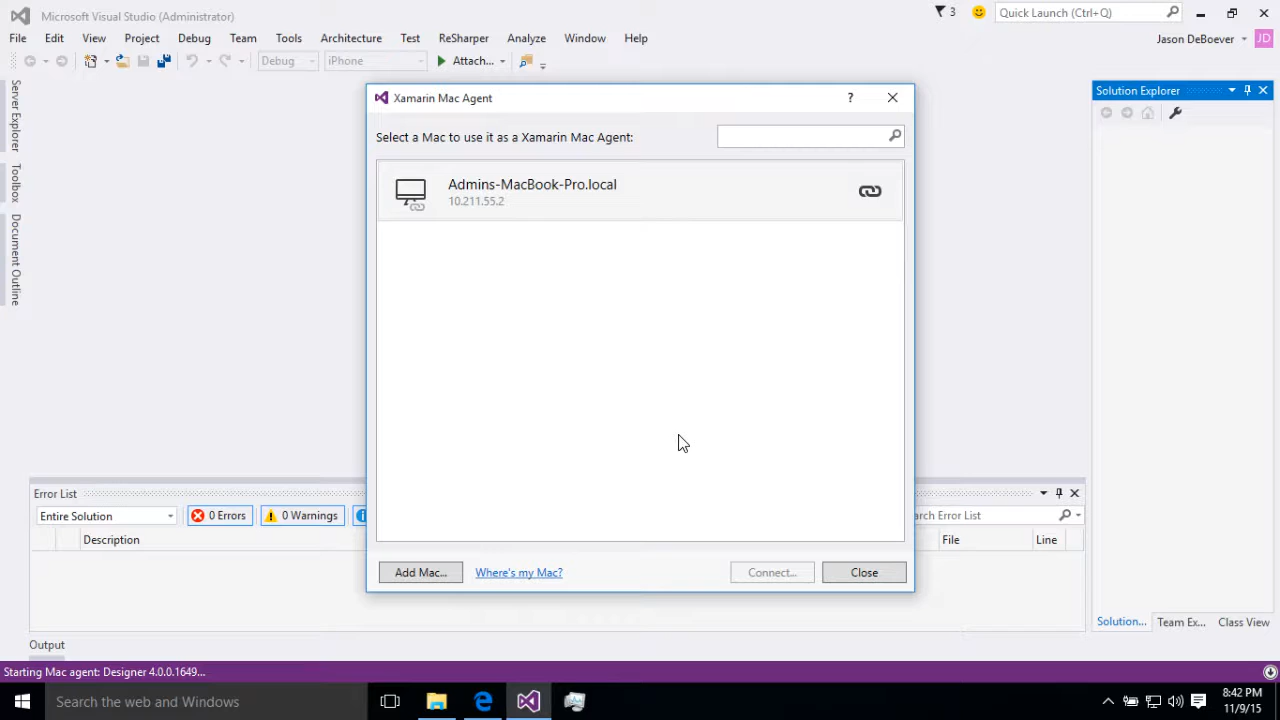 Microsoft Visual Studio (Administrator)
3
Quick Launch (Ctrl+Q)
File Edit View Project Debug Team Tools Architecture Test ReSharper Analyze Window Help
Jason DeBoever JD
Debug iPhone Attach...
Server Explorer
Toolbox
Document Outline
Xamarin Mac Agent
?
Select a Mac to use it as a Xamarin Mac Agent:
Admins-MacBook-Pro.local
10.211.55.2
Add Mac...
Where's my Mac?
Connect...
Close
Solution Explorer
Solution... Team Ex... Class View
Error List
Entire Solution 0 Errors 0 Warnings
arch Error List
Description File Line
Output
Starting Mac agent: Designer 4.0.0.1649...
Search the web and Windows
8:42 PM
11/9/15